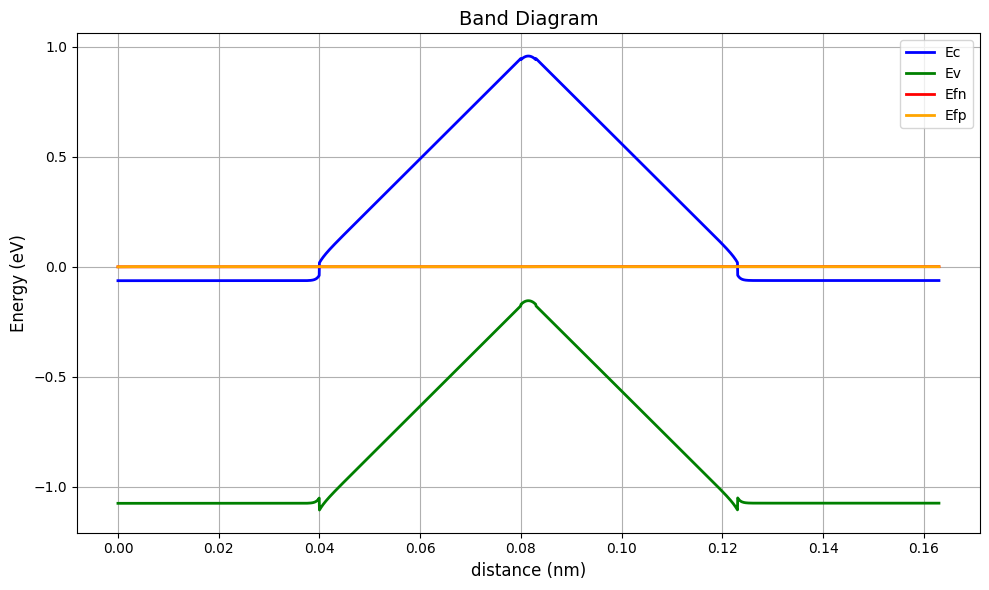 Band Diagram
Ec
Ev
Efn
Efp
1.0
0.5
0.0
−0.5
−1.0
Energy (eV)
0.00 0.02 0.04 0.06 0.08 0.10 0.12 0.14 0.16
distance (nm)